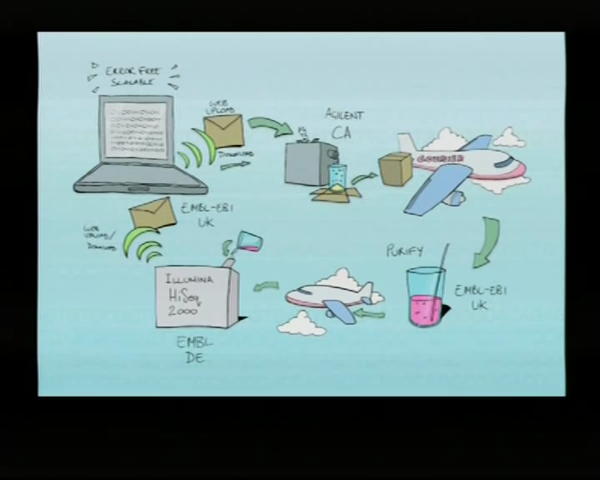 ERROR FREE
SCALABLE
WEB
UPLOAD
DOWNLOAD
AGILENT
CA
COURIER
EMBL-EBI
UK
WEB
UPLOAD/
DOWNLOAD
PURIFY
EMBL-EBI
UK
ILLUMINA
HiSeq
2000
EMBL
DE